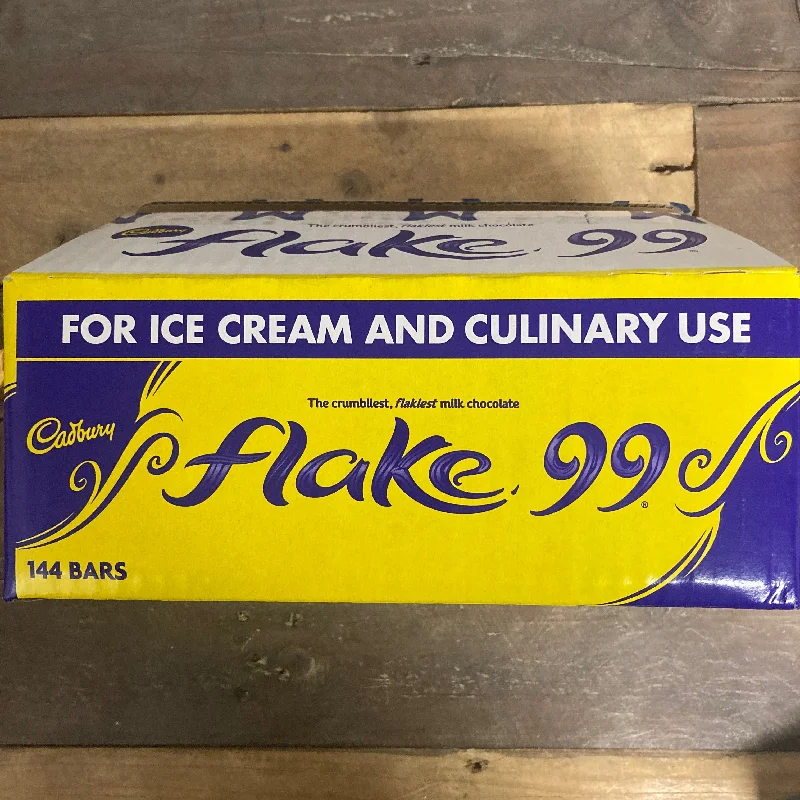 Cadbury
The crumbliest, flakiest milk chocolate
flake 99
FOR ICE CREAM AND CULINARY USE
The crumbliest, flakiest milk chocolate
Cadbury
flake 99®
144 BARS